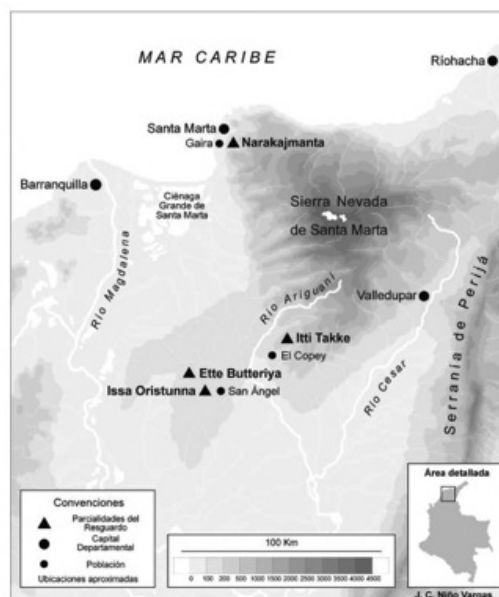 MAR CARIBE
Ríohacha
Santa Marta
Gaira
Narakajmanta
Barranquilla
Ciénaga
Grande de
Santa Marta
Sierra Nevada
de Santa Marta
Río Magdalena
Río Ariguaní
Valledupar
Itti Takke
El Copey
Ette Butteriya
Issa Oristunna
San Ángel
Río Cesar
Serranía de Perijá
Convenciones
Parcialidades del
Resguardo
Capital
Departamental
Población
Ubicaciones aproximadas
100 Km
0 100 200 500 1000 1500 2000 2500 3000 3500 4000 4500
Área detallada
J. C. Niño Vargas